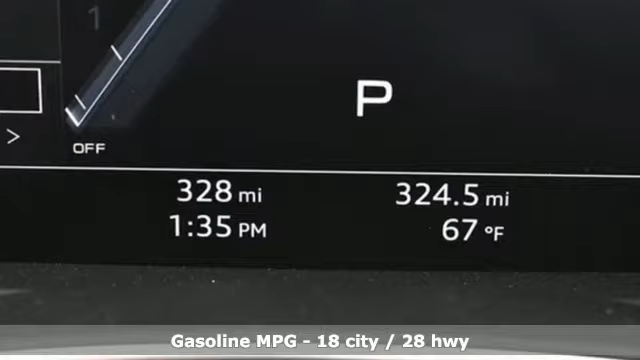 1
P
>
OFF
328 mi
324.5 mi
1:35 PM
67 °F
Gasoline MPG - 18 city / 28 hwy